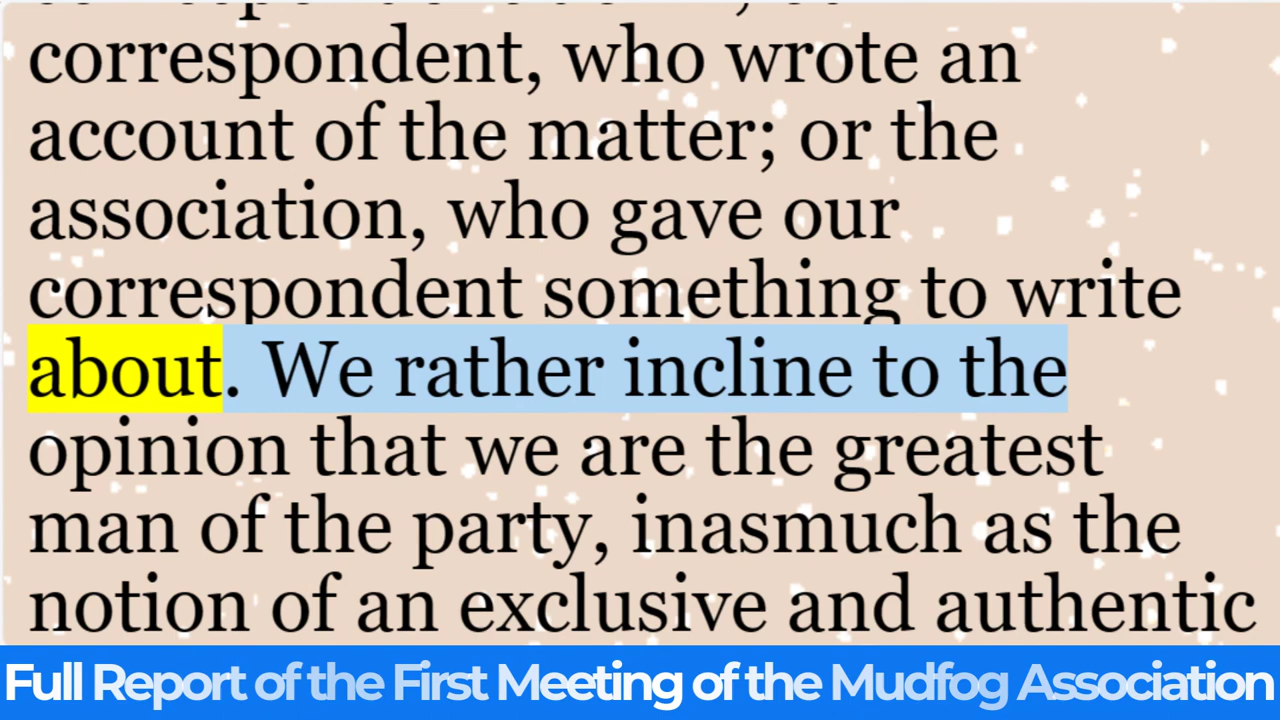 correspondent, who wrote an
account of the matter; or the
association, who gave our
correspondent something to write
about. We rather incline to the
opinion that we are the greatest
man of the party, inasmuch as the
notion of an exclusive and authentic
Full Report of the First Meeting of the Mudfog Association